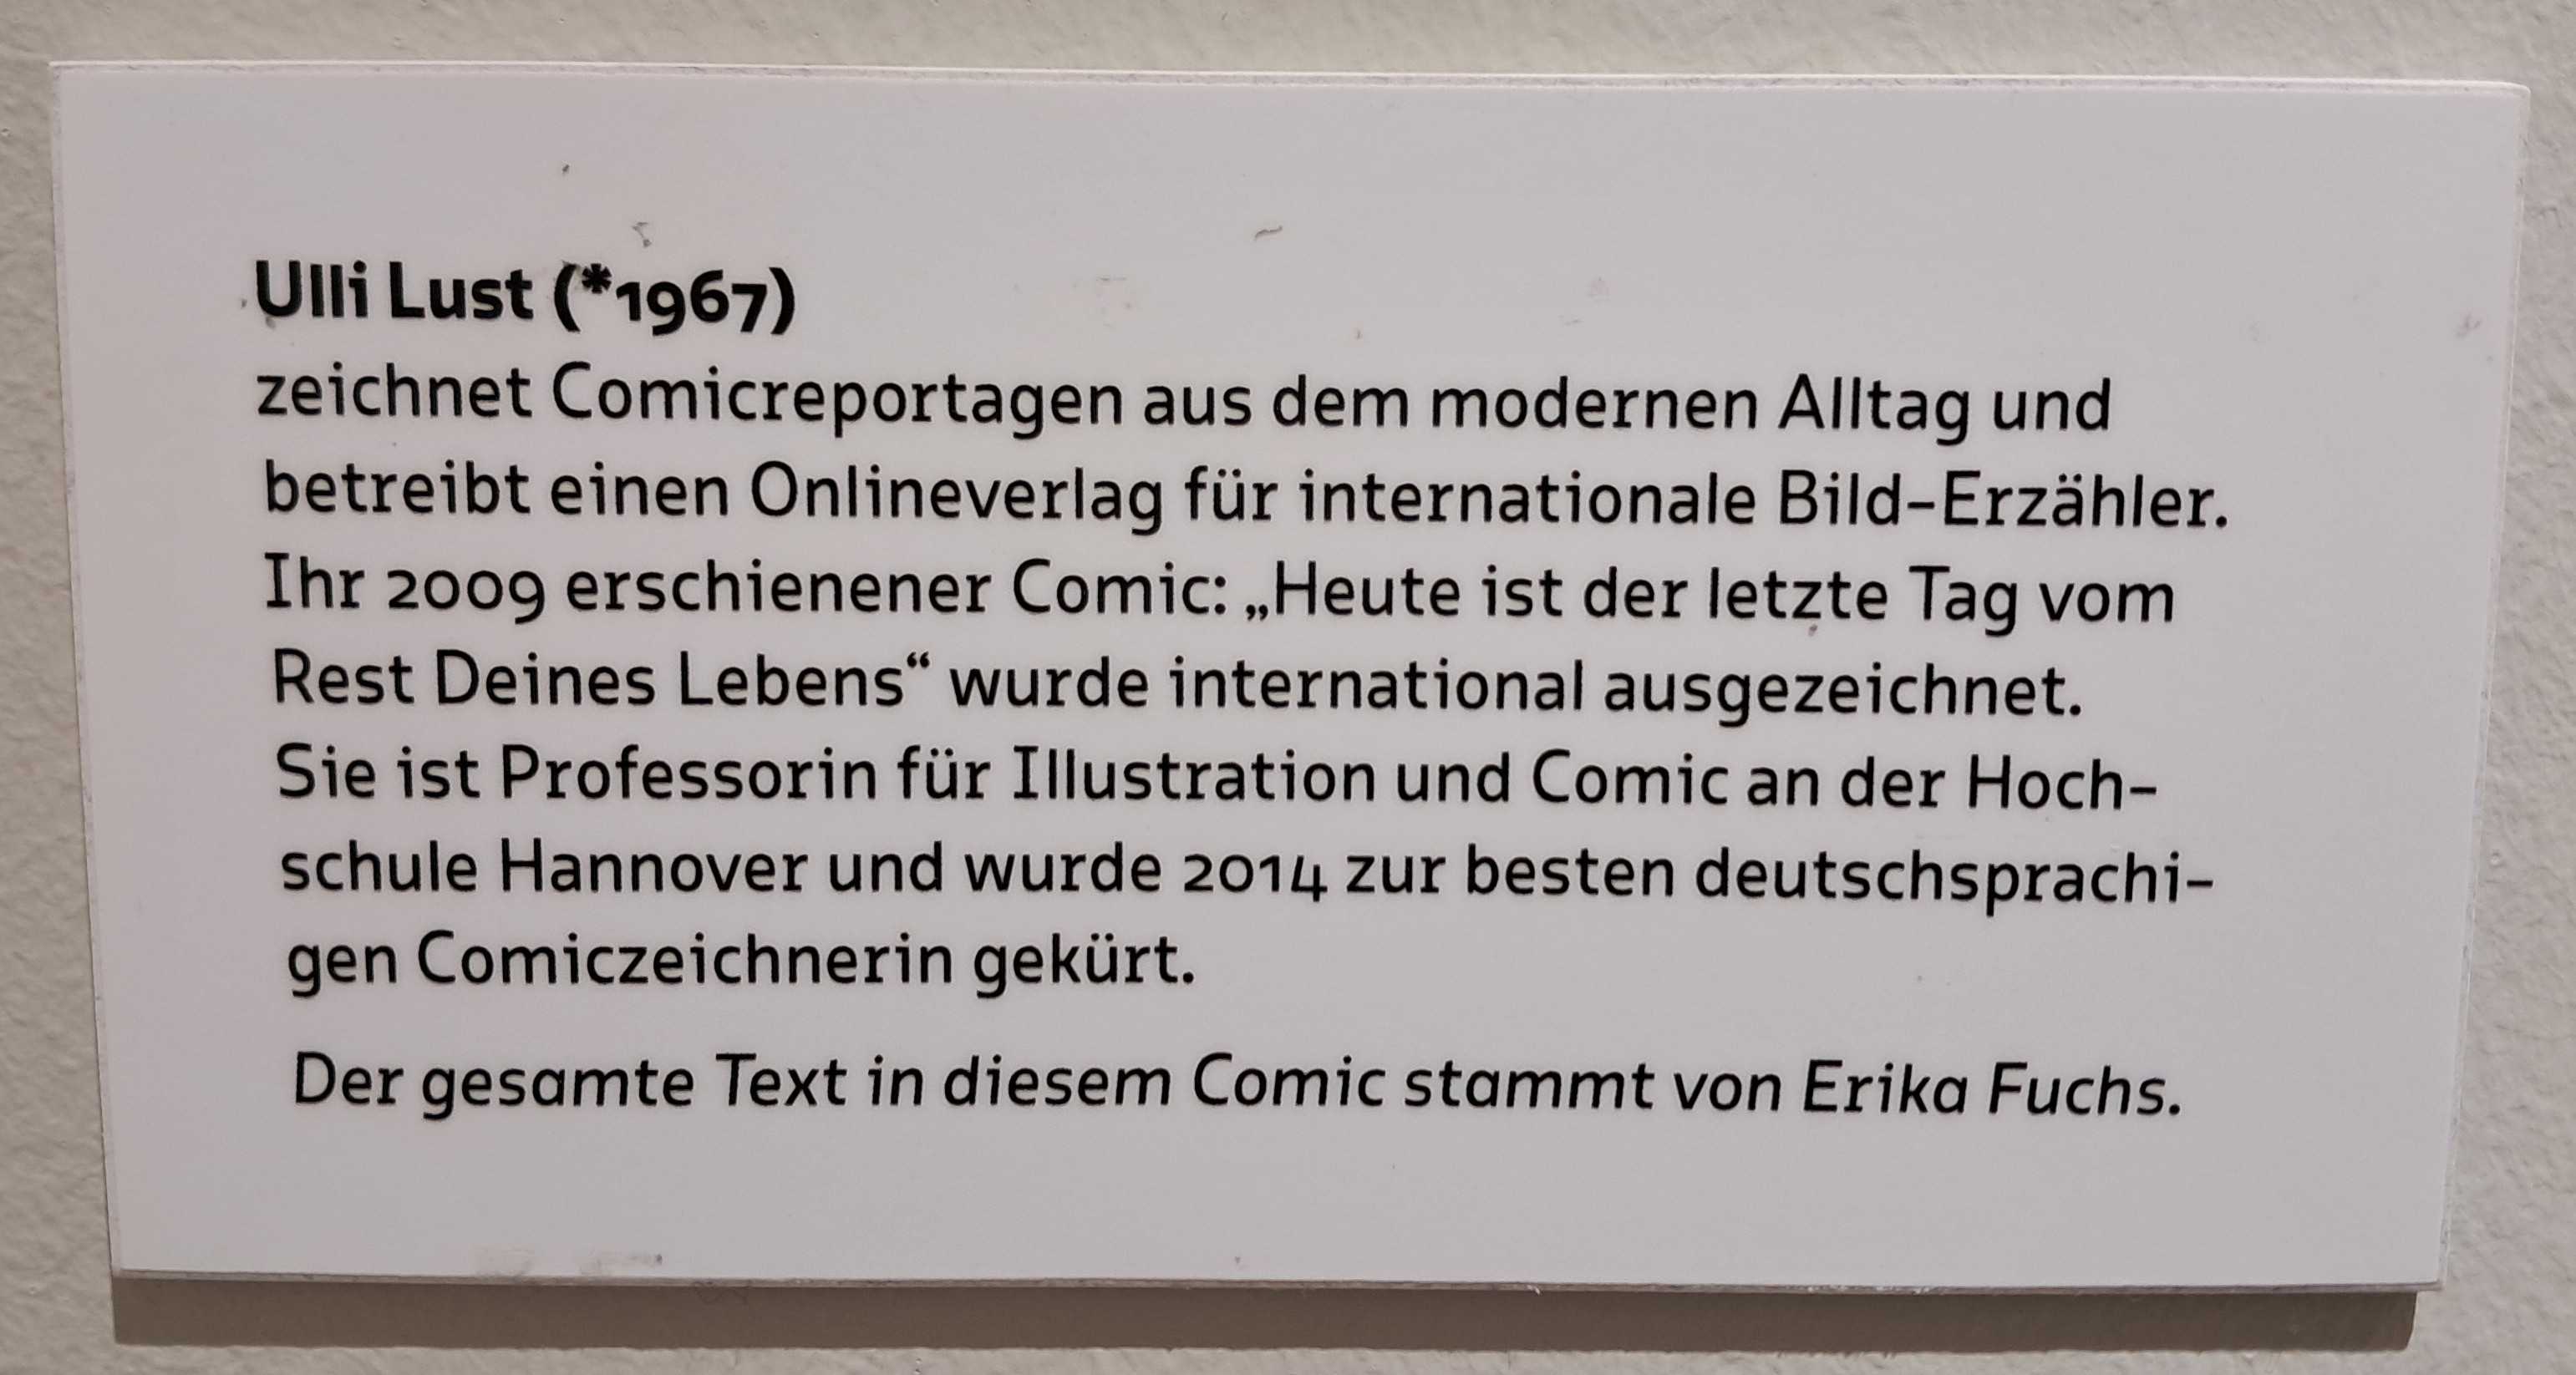 Ulli Lust (*1967)
zeichnet Comicreportagen aus dem modernen Alltag und
betreibt einen Onlineverlag für internationale Bild-Erzähler.
Ihr 2009 erschienener Comic: „Heute ist der letzte Tag vom
Rest Deines Lebens“ wurde international ausgezeichnet.
Sie ist Professorin für Illustration und Comic an der Hoch-
schule Hannover und wurde 2014 zur besten deutschsprachi-
gen Comiczeichnerin gekürt.
Der gesamte Text in diesem Comic stammt von Erika Fuchs.